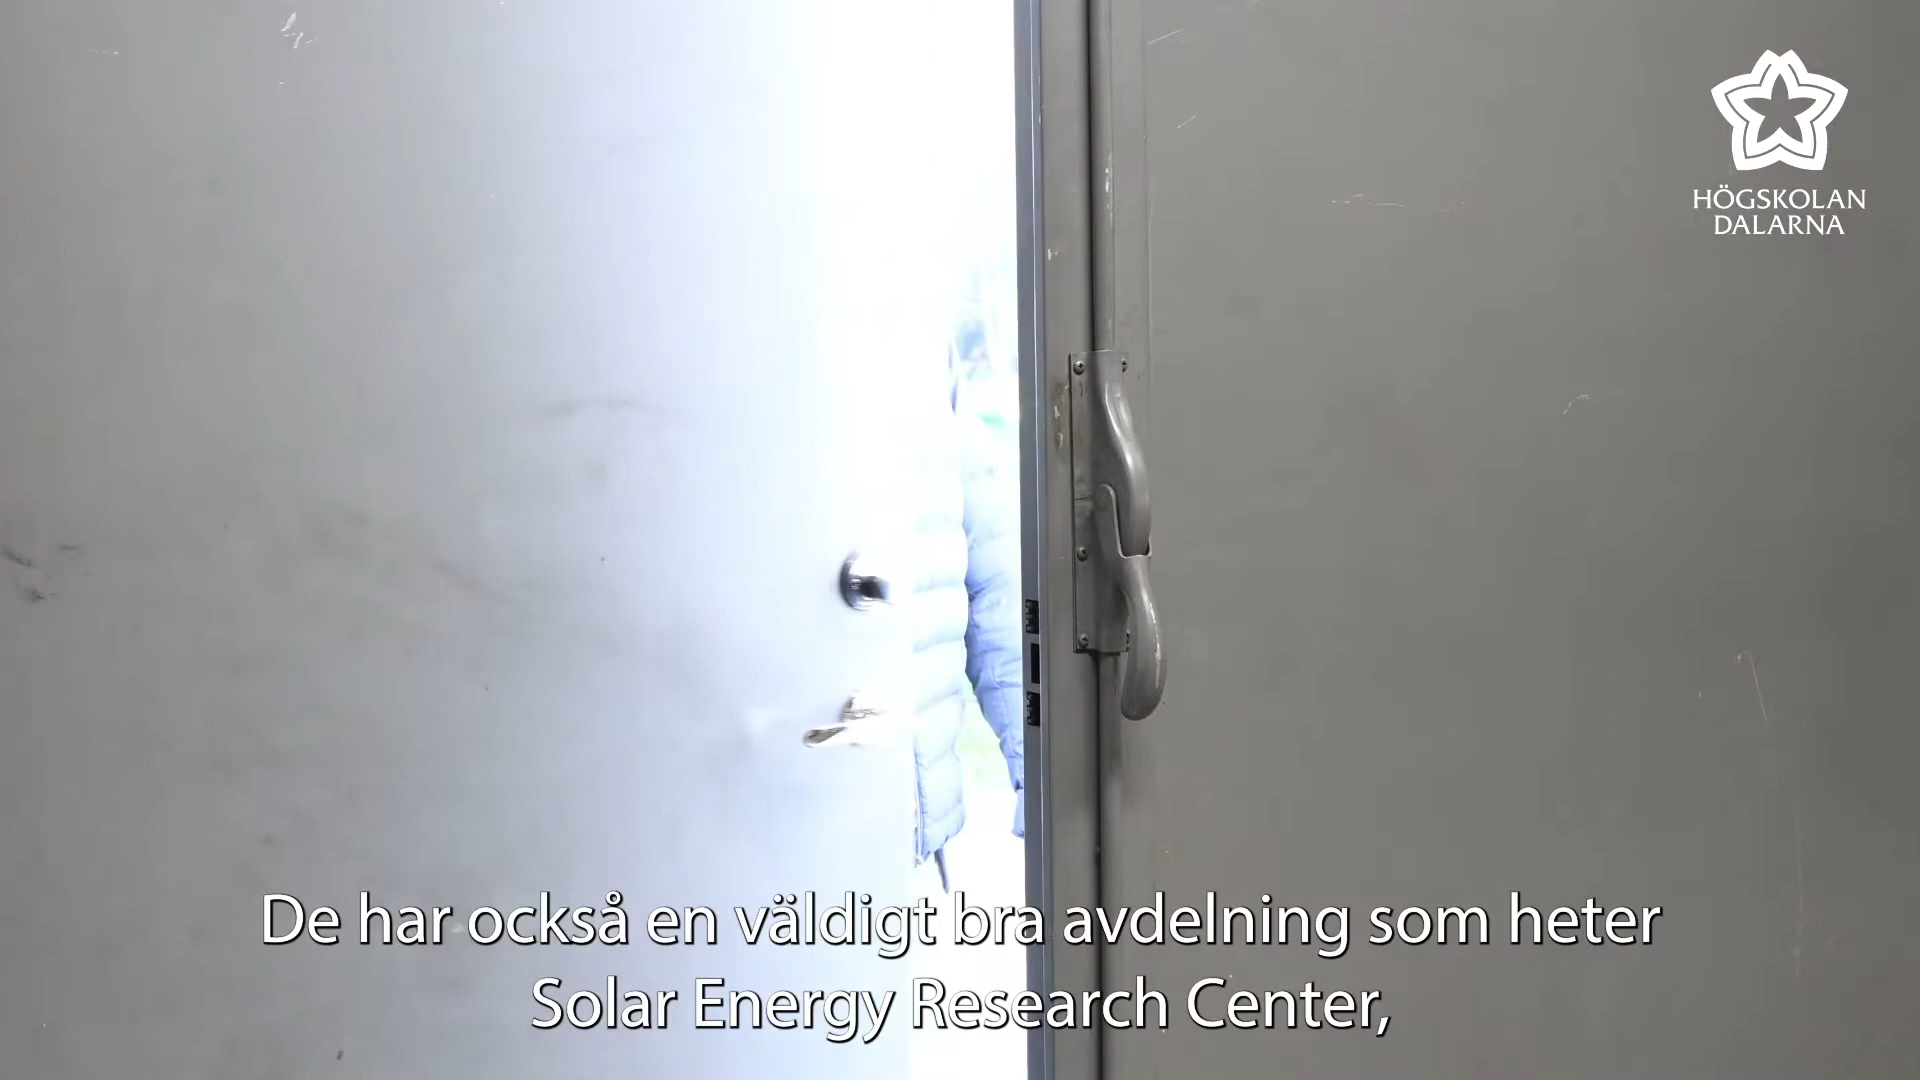 HÖGSKOLAN
DALARNA
De har också en väldigt bra avdelning som heter
Solar Energy Research Center,